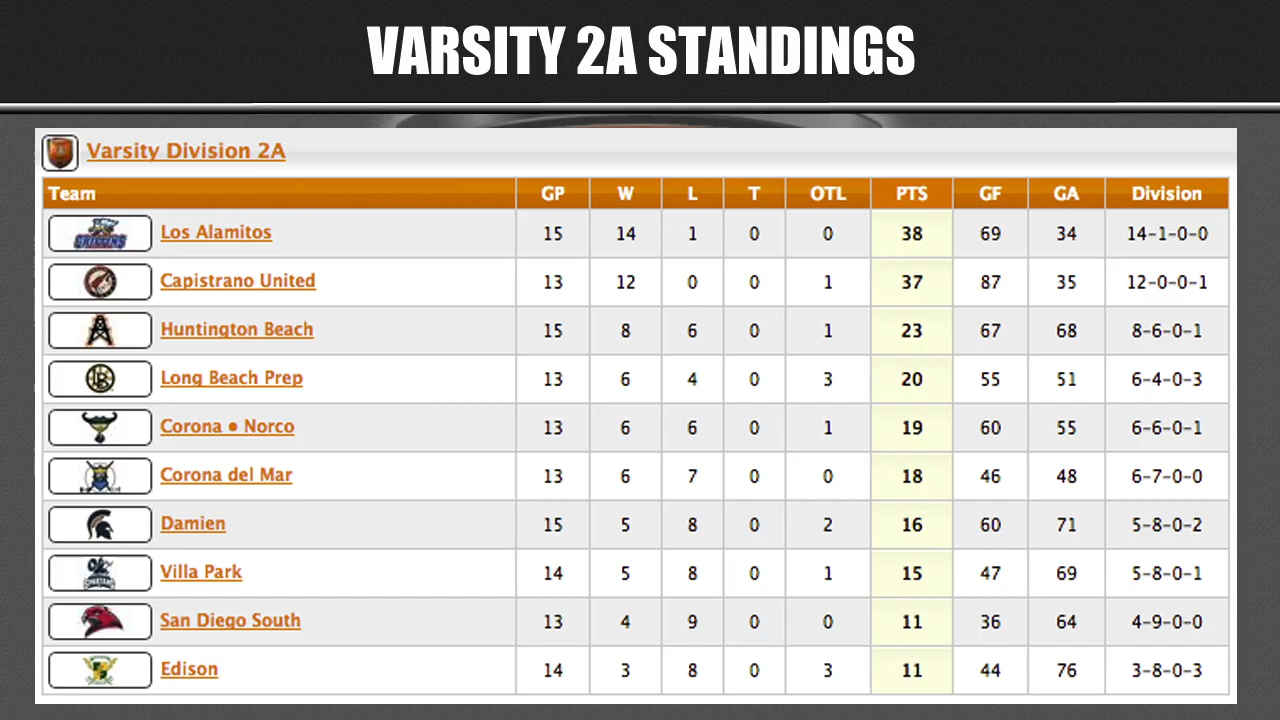 VARSITY 2A STANDINGS
Varsity Division 2A
Team GP W L T OTL PTS GF GA Division
Los Alamitos 15 14 1 0 0 38 69 34 14-1-0-0
Capistrano United 13 12 0 0 1 37 87 35 12-0-0-1
Huntington Beach 15 8 6 0 1 23 67 68 8-6-0-1
Long Beach Prep 13 6 4 0 3 20 55 51 6-4-0-3
Corona • Norco 13 6 6 0 1 19 60 55 6-6-0-1
Corona del Mar 13 6 7 0 0 18 46 48 6-7-0-0
Damien 15 5 8 0 2 16 60 71 5-8-0-2
Villa Park 14 5 8 0 1 15 47 69 5-8-0-1
San Diego South 13 4 9 0 0 11 36 64 4-9-0-0
Edison 14 3 8 0 3 11 44 76 3-8-0-3